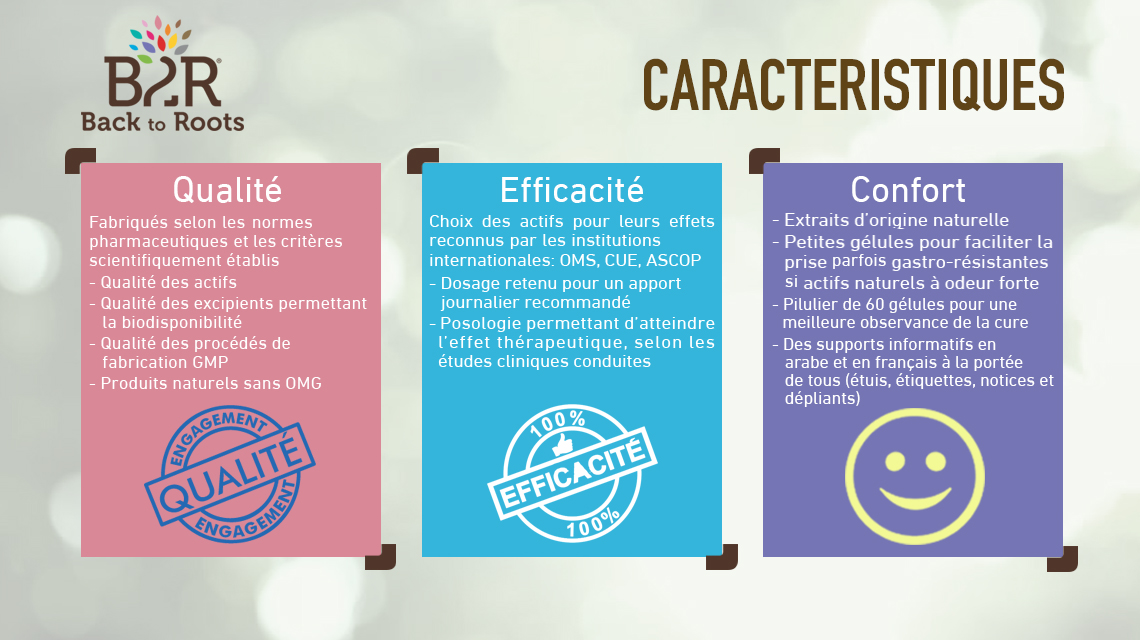 B2R®
Back to Roots
CARACTERISTIQUES
Qualité
Fabriqués selon les normes
pharmaceutiques et les critères
scientifiquement établis
- Qualité des actifs
- Qualité des excipients permettant
la biodisponibilité
- Qualité des procédés de
fabrication GMP
- Produits naturels sans OMG
ENGAGEMENT
QUALITÉ
ENGAGEMENT
Efficacité
Choix des actifs pour leurs effets
reconnus par les institutions
internationales: OMS, CUE, ASCOP
- Dosage retenu pour un apport
journalier recommandé
- Posologie permettant d'atteindre
l'effet thérapeutique, selon les
études cliniques conduites
100%
EFFICACITÉ
100%
Confort
- Extraits d'origine naturelle
- Petites gélules pour faciliter la
prise parfois gastro-résistantes
si actifs naturels à odeur forte
- Pilulier de 60 gélules pour une
meilleure observance de la cure
- Des supports informatifs en
arabe et en français à la portée
de tous (étuis, étiquettes, notices et
dépliants)